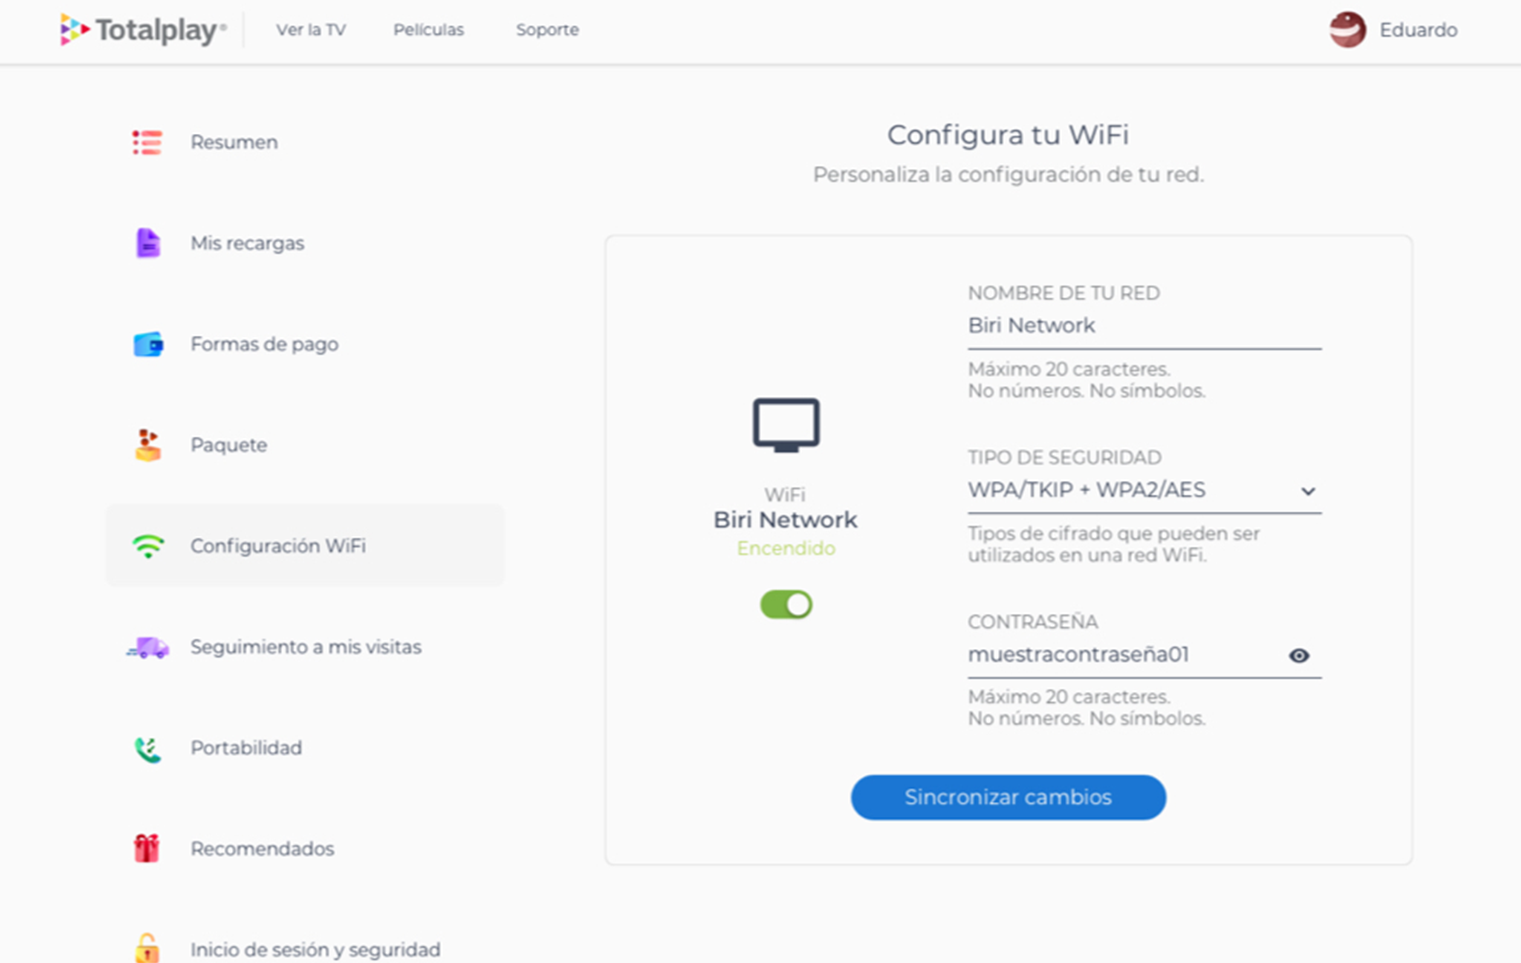 Totalplay®
Ver la TV
Películas
Soporte
Eduardo
Resumen
Mis recargas
Formas de pago
Paquete
Configuración WiFi
Seguimiento a mis visitas
Portabilidad
Recomendados
Inicio de sesión y seguridad
Configura tu WiFi
Personaliza la configuración de tu red.
WiFi
Biri Network
Encendido
NOMBRE DE TU RED
Biri Network
Máximo 20 caracteres.
No números. No símbolos.
TIPO DE SEGURIDAD
WPA/TKIP + WPA2/AES
Tipos de cifrado que pueden ser
utilizados en una red WiFi.
CONTRASEÑA
muestracontraseña01
Máximo 20 caracteres.
No números. No símbolos.
Sincronizar cambios